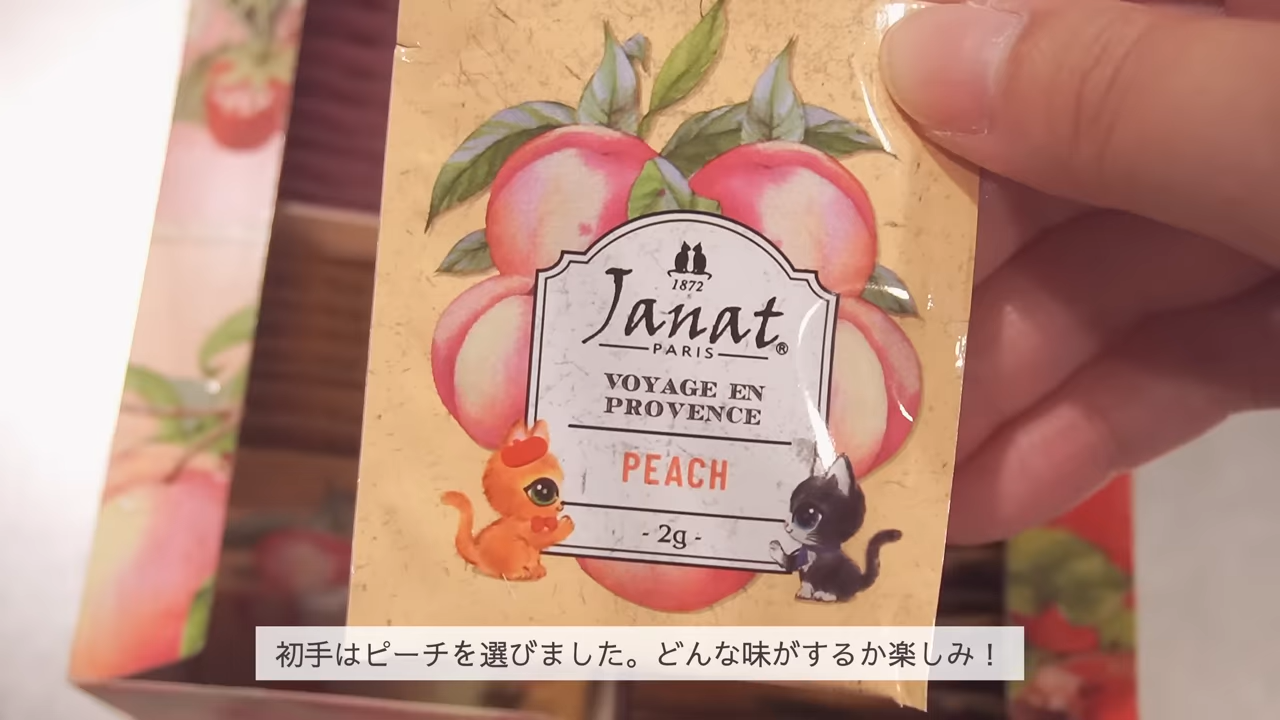 1872
Janat®
PARIS
VOYAGE EN
PROVENCE
PEACH
- 2g -
初手はピーチを選びました。どんな味がするか楽しみ！